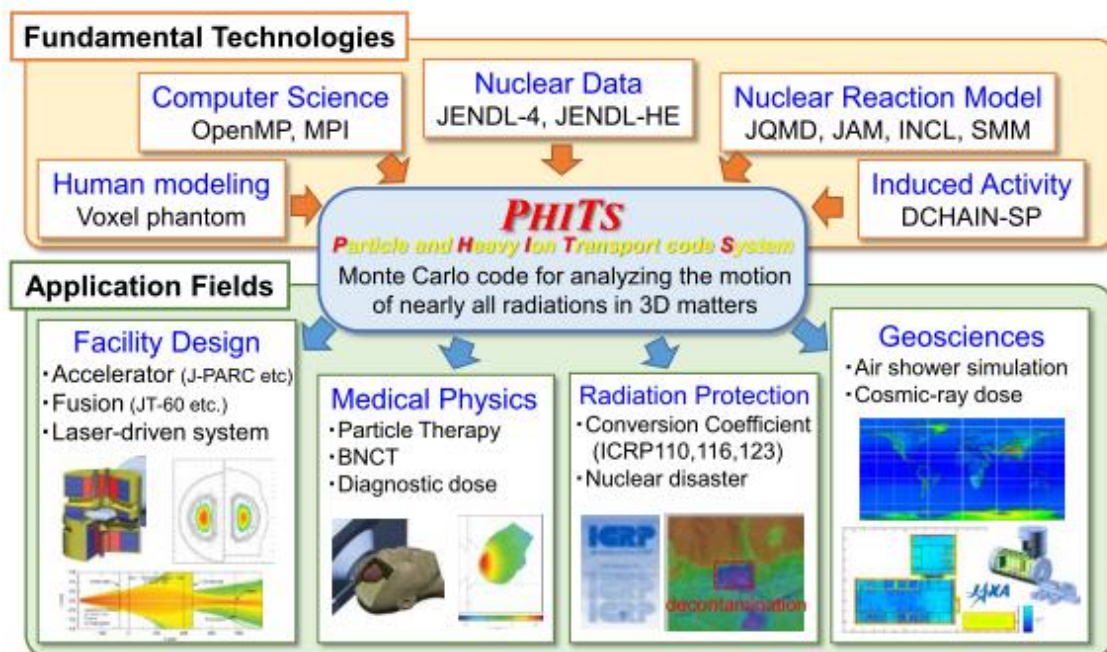 Fundamental Technologies
Computer Science
OpenMP, MPI
Nuclear Data
JENDL-4, JENDL-HE
Nuclear Reaction Model
JQMD, JAM, INCL, SMM
Human modeling
Voxel phantom
Induced Activity
DCHAIN-SP
PHITS
Particle and Heavy Ion Transport code System
Monte Carlo code for analyzing the motion
of nearly all radiations in 3D matters
Application Fields
Facility Design
・Accelerator (J-PARC etc)
・Fusion (JT-60 etc.)
・Laser-driven system
Medical Physics
・Particle Therapy
・BNCT
・Diagnostic dose
Radiation Protection
・Conversion Coefficient
(ICRP110,116,123)
・Nuclear disaster
ICRP
decontamination
Geosciences
・Air shower simulation
・Cosmic-ray dose
JAXA